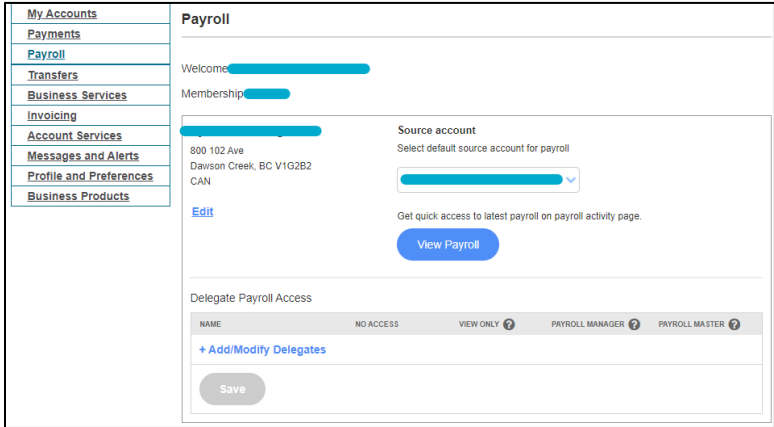 My Accounts
Payments
Payroll
Transfers
Business Services
Invoicing
Account Services
Messages and Alerts
Profile and Preferences
Business Products
Payroll
Welcome
Membership
800 102 Ave
Dawson Creek, BC V1G2B2
CAN
Edit
Source account
Select default source account for payroll
Get quick access to latest payroll on payroll activity page.
View Payroll
Delegate Payroll Access
NAME NO ACCESS VIEW ONLY ? PAYROLL MANAGER ? PAYROLL MASTER ?
+ Add/Modify Delegates
Save